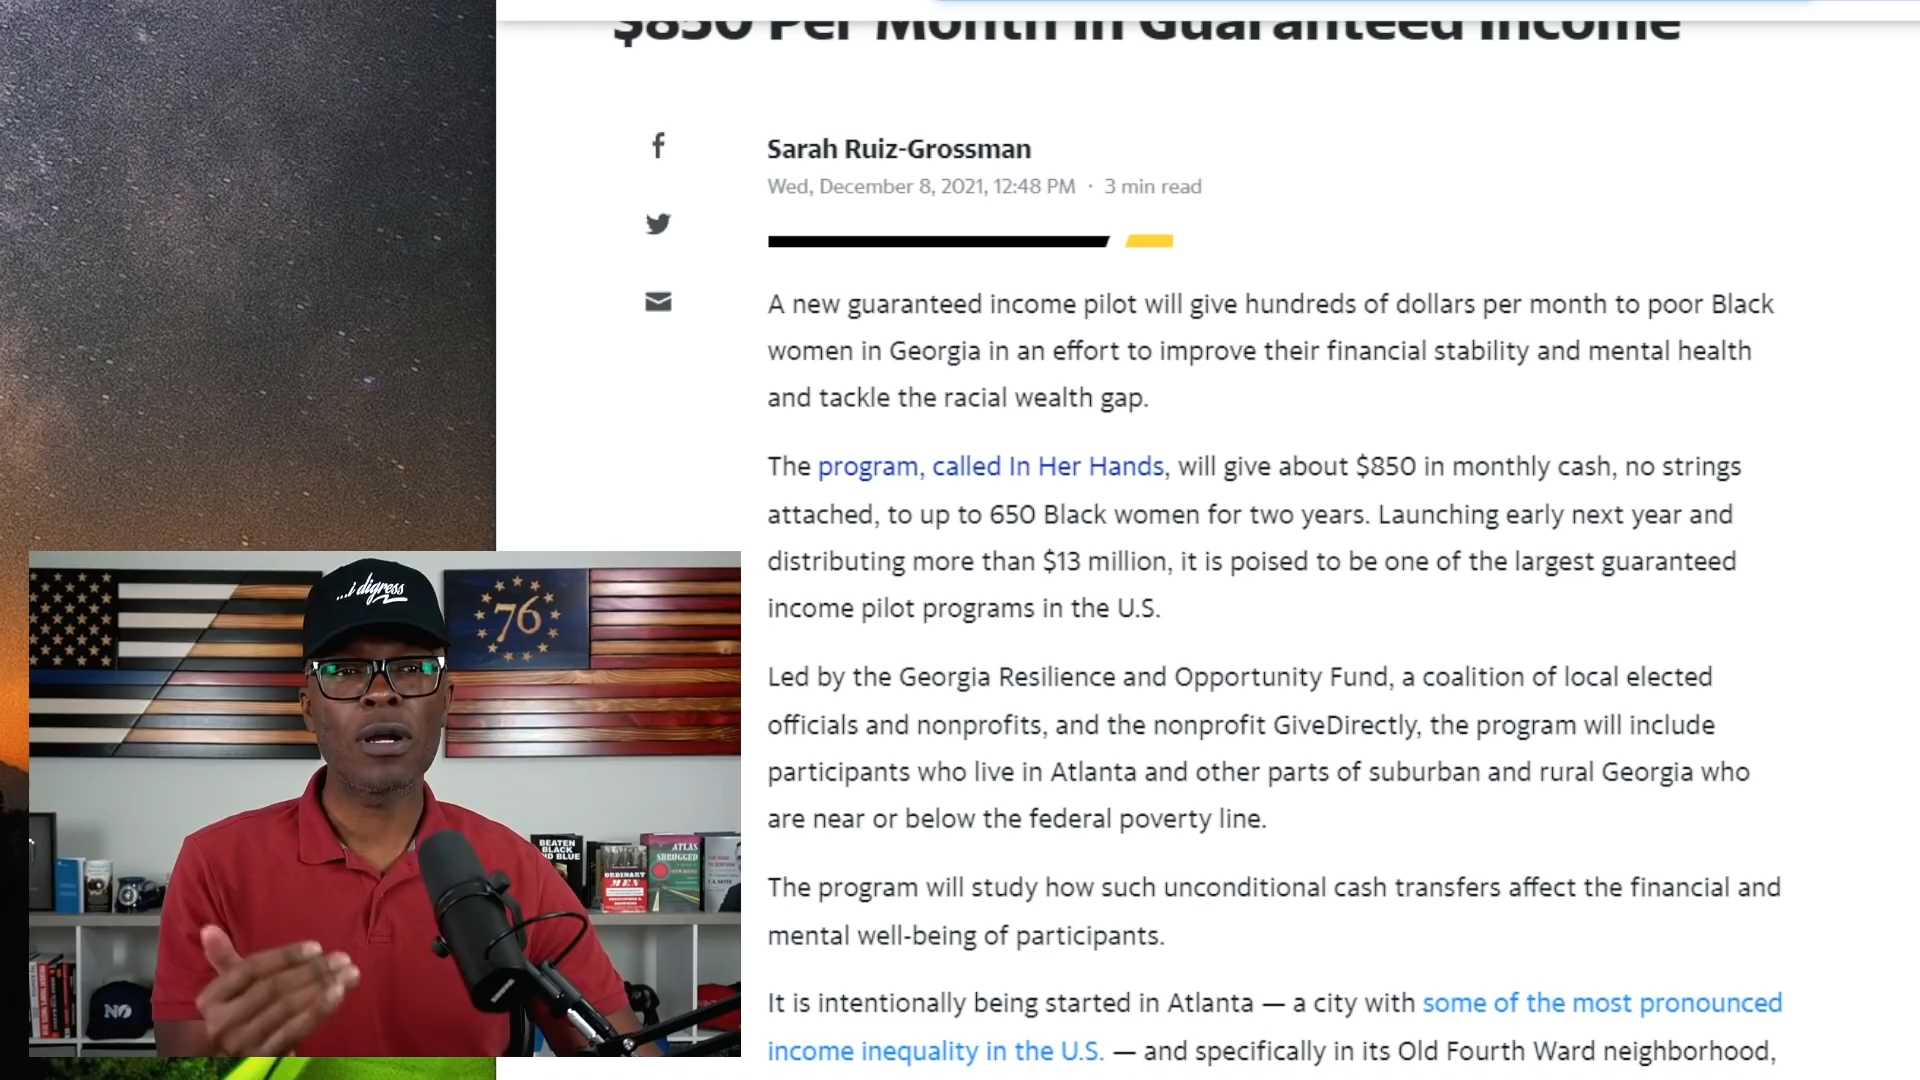 $850 Per Month In Guaranteed Income
Sarah Ruiz-Grossman
Wed, December 8, 2021, 12:48 PM · 3 min read
A new guaranteed income pilot will give hundreds of dollars per month to poor Black
women in Georgia in an effort to improve their financial stability and mental health
and tackle the racial wealth gap.
The program, called In Her Hands, will give about $850 in monthly cash, no strings
attached, to up to 650 Black women for two years. Launching early next year and
distributing more than $13 million, it is poised to be one of the largest guaranteed
income pilot programs in the U.S.
Led by the Georgia Resilience and Opportunity Fund, a coalition of local elected
officials and nonprofits, and the nonprofit GiveDirectly, the program will include
participants who live in Atlanta and other parts of suburban and rural Georgia who
are near or below the federal poverty line.
The program will study how such unconditional cash transfers affect the financial and
mental well-being of participants.
It is intentionally being started in Atlanta — a city with some of the most pronounced
income inequality in the U.S. — and specifically in its Old Fourth Ward neighborhood,
...i digress
76
BEATEN
BLACK
ND BLUE
ORDINARY
MEN
ATLAS
SHRUGGED
NO